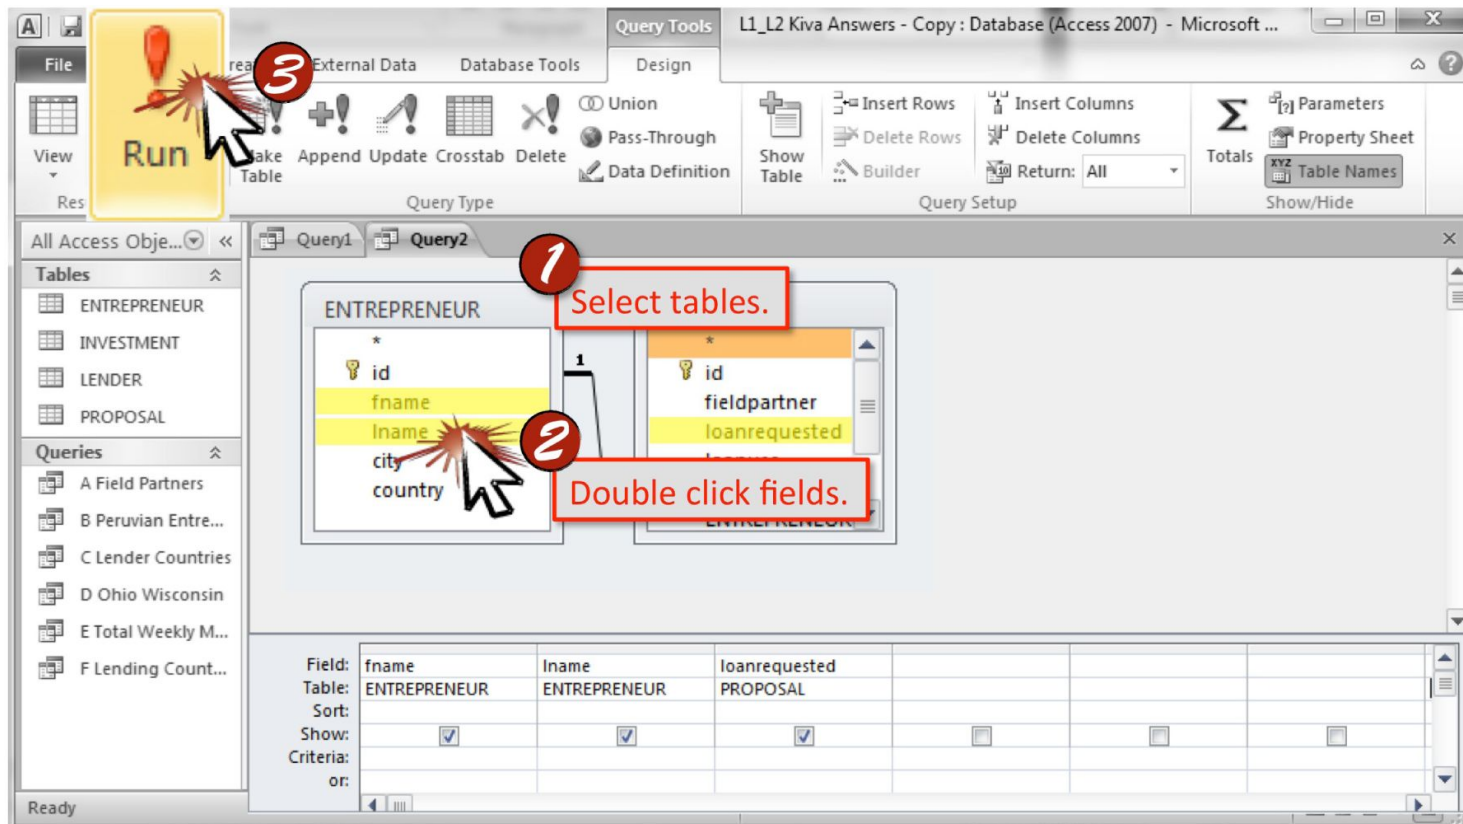 A
Query Tools
L1_L2 Kiva Answers - Copy : Database (Access 2007) - Microsoft ...
File
External Data
Database Tools
Design
3
View
Run
Make
Table
Append
Update
Crosstab
Delete
Union
Pass-Through
Data Definition
Show
Table
Insert Rows
Delete Rows
Builder
Insert Columns
Delete Columns
Return: All
Σ
Totals
Parameters
Property Sheet
XYZ
Table Names
Res
Query Type
Query Setup
Show/Hide
All Access Obje...
Query1
Query2
Tables
ENTREPRENEUR
INVESTMENT
LENDER
PROPOSAL
Queries
A Field Partners
B Peruvian Entre...
C Lender Countries
D Ohio Wisconsin
E Total Weekly M...
F Lending Count...
1
Select tables.
ENTREPRENEUR
*
id
fname
lname
city
country
1
*
id
fieldpartner
loanrequested
ENTREPRENEUR
2
Double click fields.
Field: fname lname loanrequested
Table: ENTREPRENEUR ENTREPRENEUR PROPOSAL
Sort:
Show:
Criteria:
or:
Ready